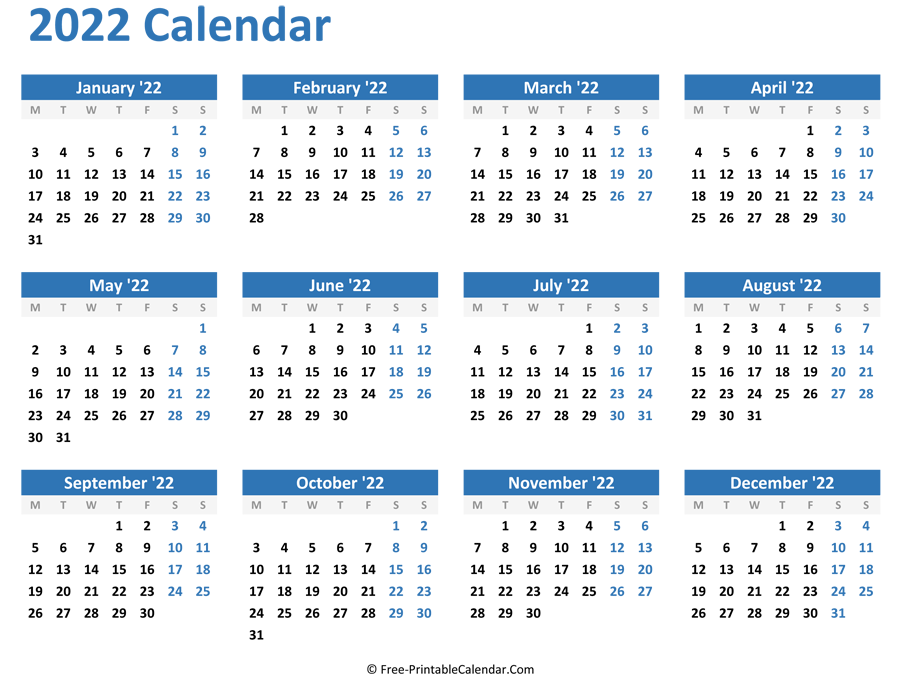 2022 Calendar
January '22
M T W T F S S
1 2
3 4 5 6 7 8 9
10 11 12 13 14 15 16
17 18 19 20 21 22 23
24 25 26 27 28 29 30
31
February '22
M T W T F S S
1 2 3 4 5 6
7 8 9 10 11 12 13
14 15 16 17 18 19 20
21 22 23 24 25 26 27
28
March '22
M T W T F S S
1 2 3 4 5 6
7 8 9 10 11 12 13
14 15 16 17 18 19 20
21 22 23 24 25 26 27
28 29 30 31
April '22
M T W T F S S
1 2 3
4 5 6 7 8 9 10
11 12 13 14 15 16 17
18 19 20 21 22 23 24
25 26 27 28 29 30
May '22
M T W T F S S
1
2 3 4 5 6 7 8
9 10 11 12 13 14 15
16 17 18 19 20 21 22
23 24 25 26 27 28 29
30 31
June '22
M T W T F S S
1 2 3 4 5
6 7 8 9 10 11 12
13 14 15 16 17 18 19
20 21 22 23 24 25 26
27 28 29 30
July '22
M T W T F S S
1 2 3
4 5 6 7 8 9 10
11 12 13 14 15 16 17
18 19 20 21 22 23 24
25 26 27 28 29 30 31
August '22
M T W T F S S
1 2 3 4 5 6 7
8 9 10 11 12 13 14
15 16 17 18 19 20 21
22 23 24 25 26 27 28
29 30 31
September '22
M T W T F S S
1 2 3 4
5 6 7 8 9 10 11
12 13 14 15 16 17 18
19 20 21 22 23 24 25
26 27 28 29 30
October '22
M T W T F S S
1 2
3 4 5 6 7 8 9
10 11 12 13 14 15 16
17 18 19 20 21 22 23
24 25 26 27 28 29 30
31
November '22
M T W T F S S
1 2 3 4 5 6
7 8 9 10 11 12 13
14 15 16 17 18 19 20
21 22 23 24 25 26 27
28 29 30
December '22
M T W T F S S
1 2 3 4
5 6 7 8 9 10 11
12 13 14 15 16 17 18
19 20 21 22 23 24 25
26 27 28 29 30 31
© Free-PrintableCalendar.Com